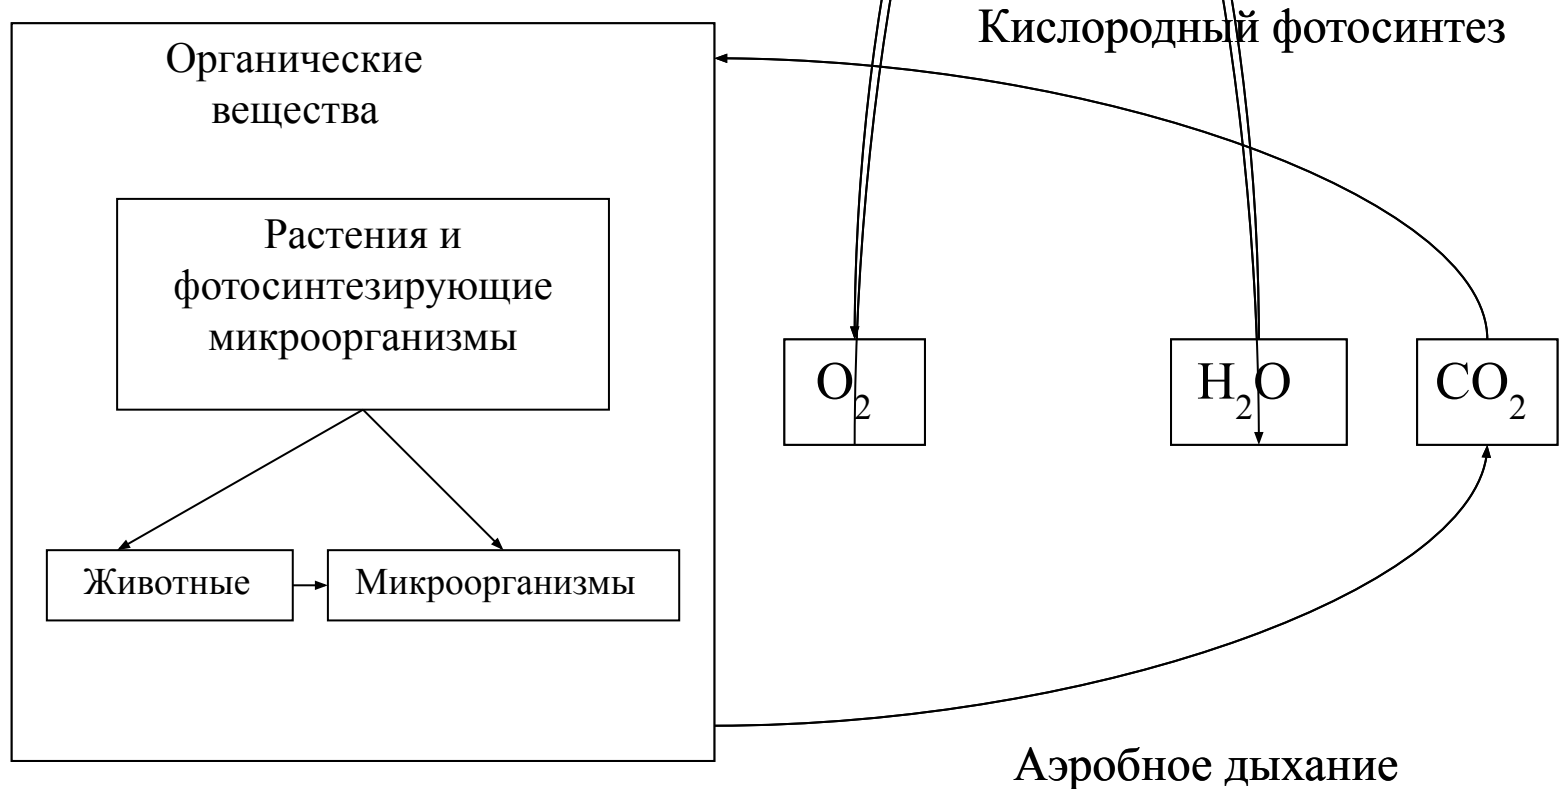 Кислородный фотосинтез
Органические
вещества
Растения и
фотосинтезирующие
микроорганизмы
O2
H2O
CO2
Животные
Микроорганизмы
Аэробное дыхание